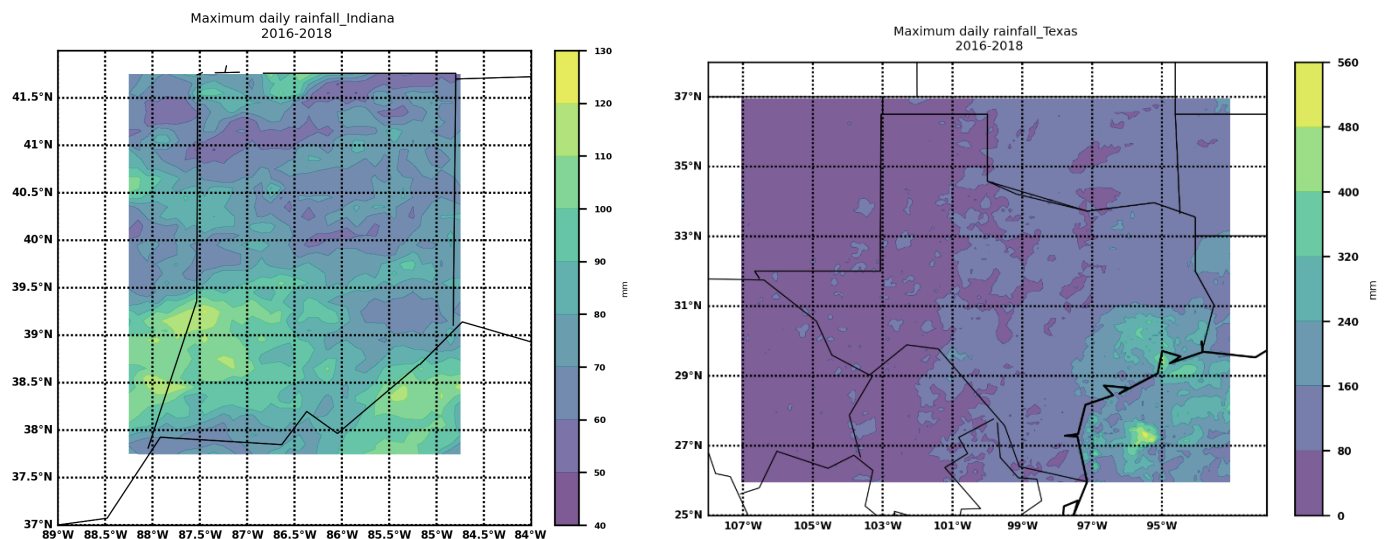 Maximum daily rainfall_Indiana
2016-2018
41.5°N
41°N
40.5°N
40°N
39.5°N
39°N
38.5°N
38°N
37.5°N
37°N
89°W 88.5°W 88°W 87.5°W 87°W 86.5°W 86°W 85.5°W 85°W 84.5°W 84°W
130
120
110
100
90
80
70
60
50
40
mm
Maximum daily rainfall_Texas
2016-2018
37°N
35°N
33°N
31°N
29°N
27°N
25°N
107°W 105°W 103°W 101°W 99°W 97°W 95°W
560
480
400
320
240
160
80
0
mm